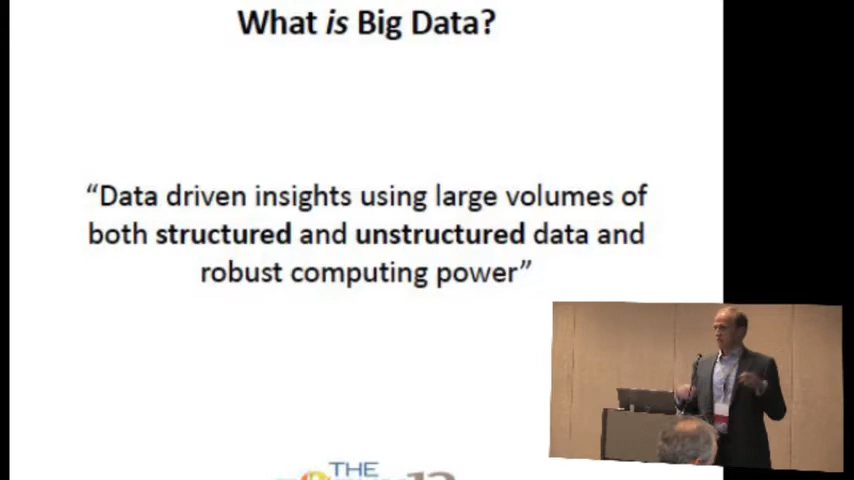 What is Big Data?
“Data driven insights using large volumes of
both structured and unstructured data and
robust computing power”
THE